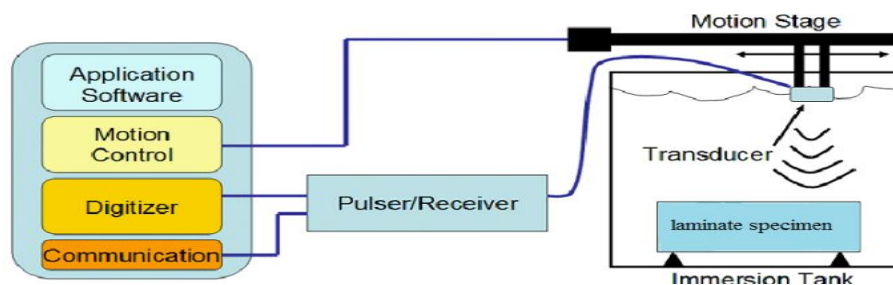 Application
Software
Motion
Control
Digitizer
Communication
Pulser/Receiver
Motion Stage
Transducer
laminate specimen
Immersion Tank